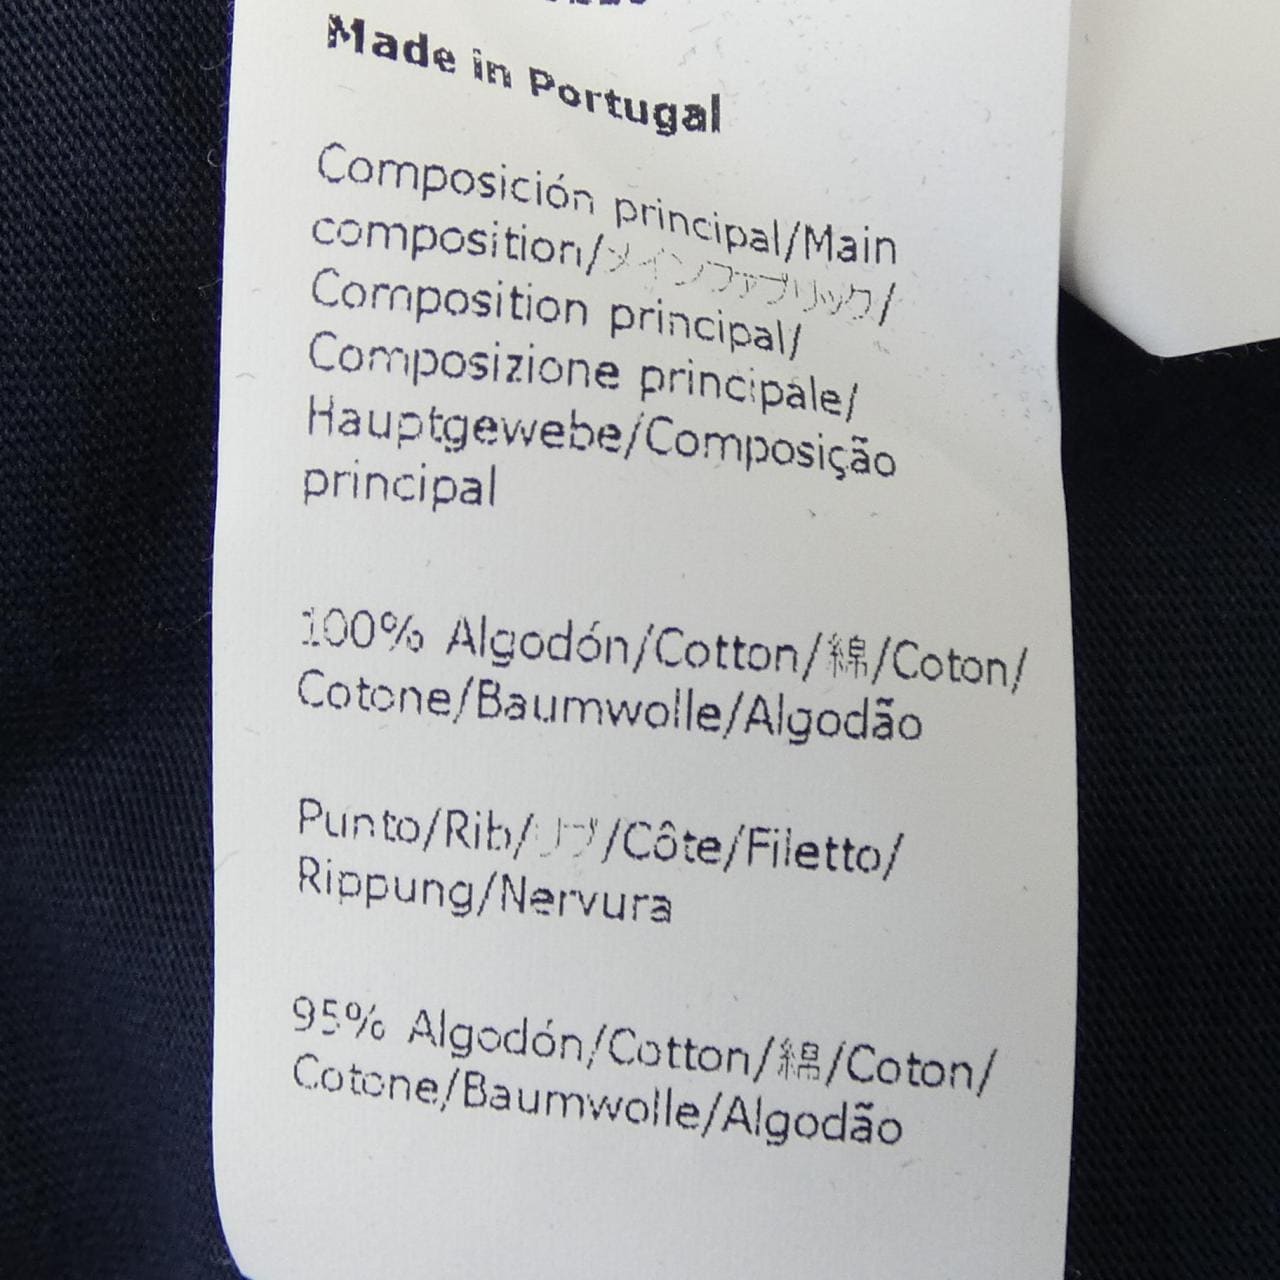 Made in Portugal
Composición principal/Main
composition/メインファブリック/
Composition principal/
Composizione principale/
Hauptgewebe/Composição
principal
100% Algodón/Cotton/綿/Coton/
Cotone/Baumwolle/Algodão
Punto/Rib/リブ/Côte/Filetto/
Rippung/Nervura
95% Algodón/Cotton/綿/Coton/
Cotone/Baumwolle/Algodão